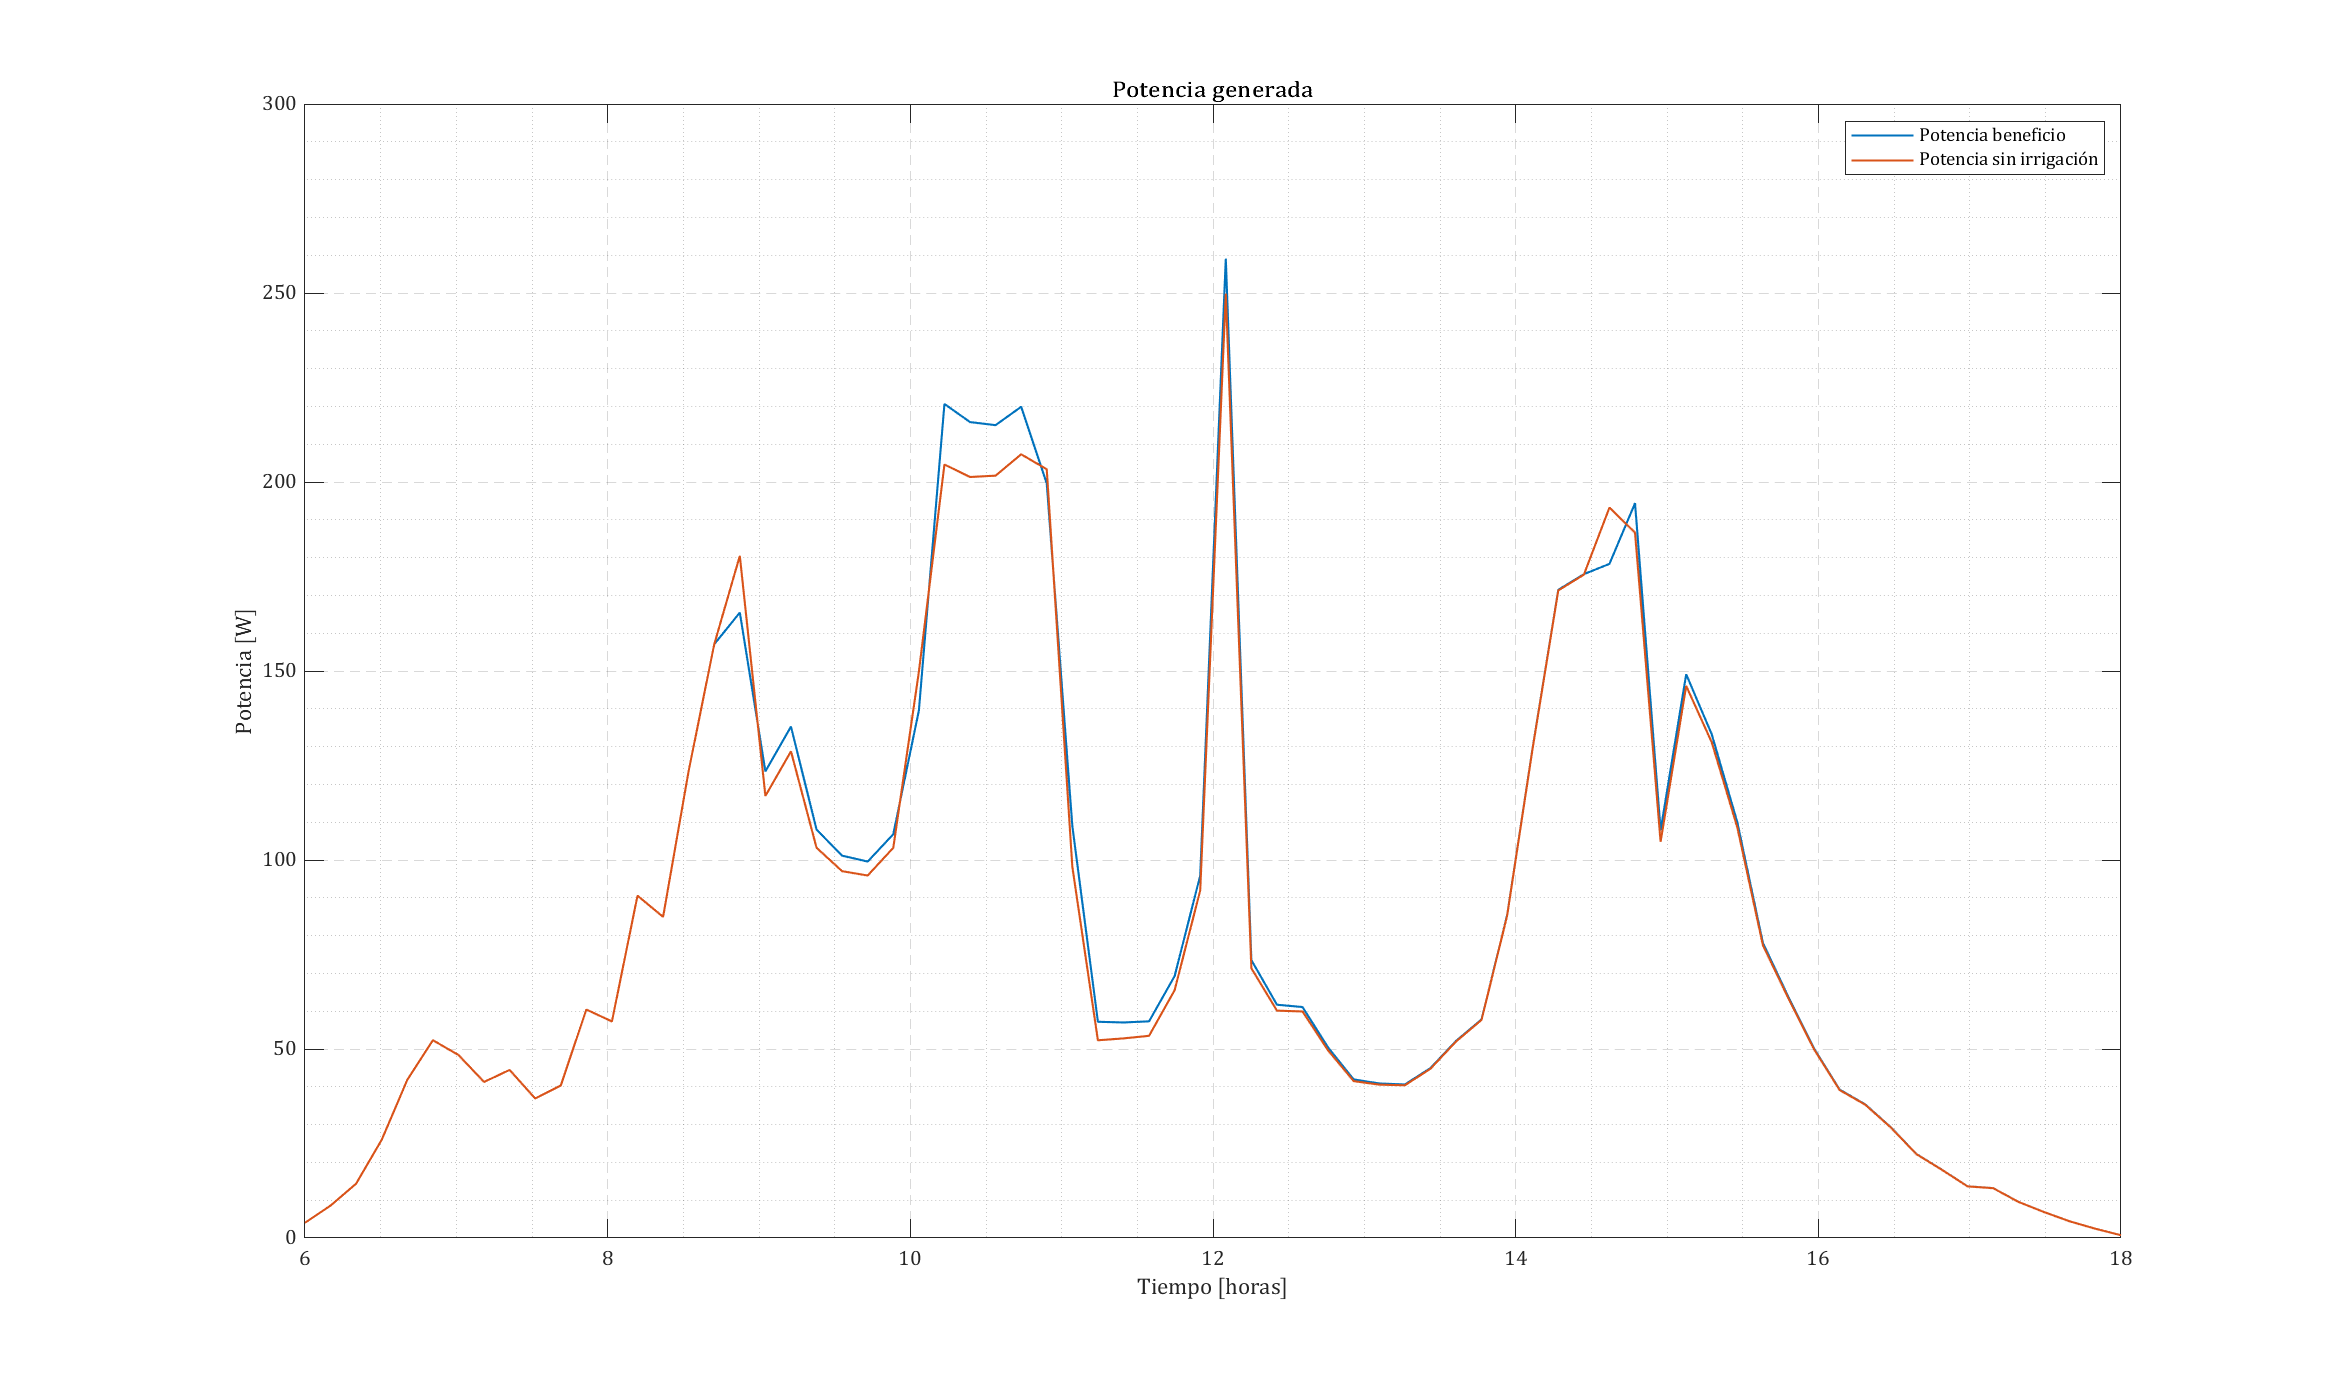 Potencia generada
300
250
200
150
100
50
0
Potencia [W]
Potencia beneficio
Potencia sin irrigación
6 8 10 12 14 16 18
Tiempo [horas]